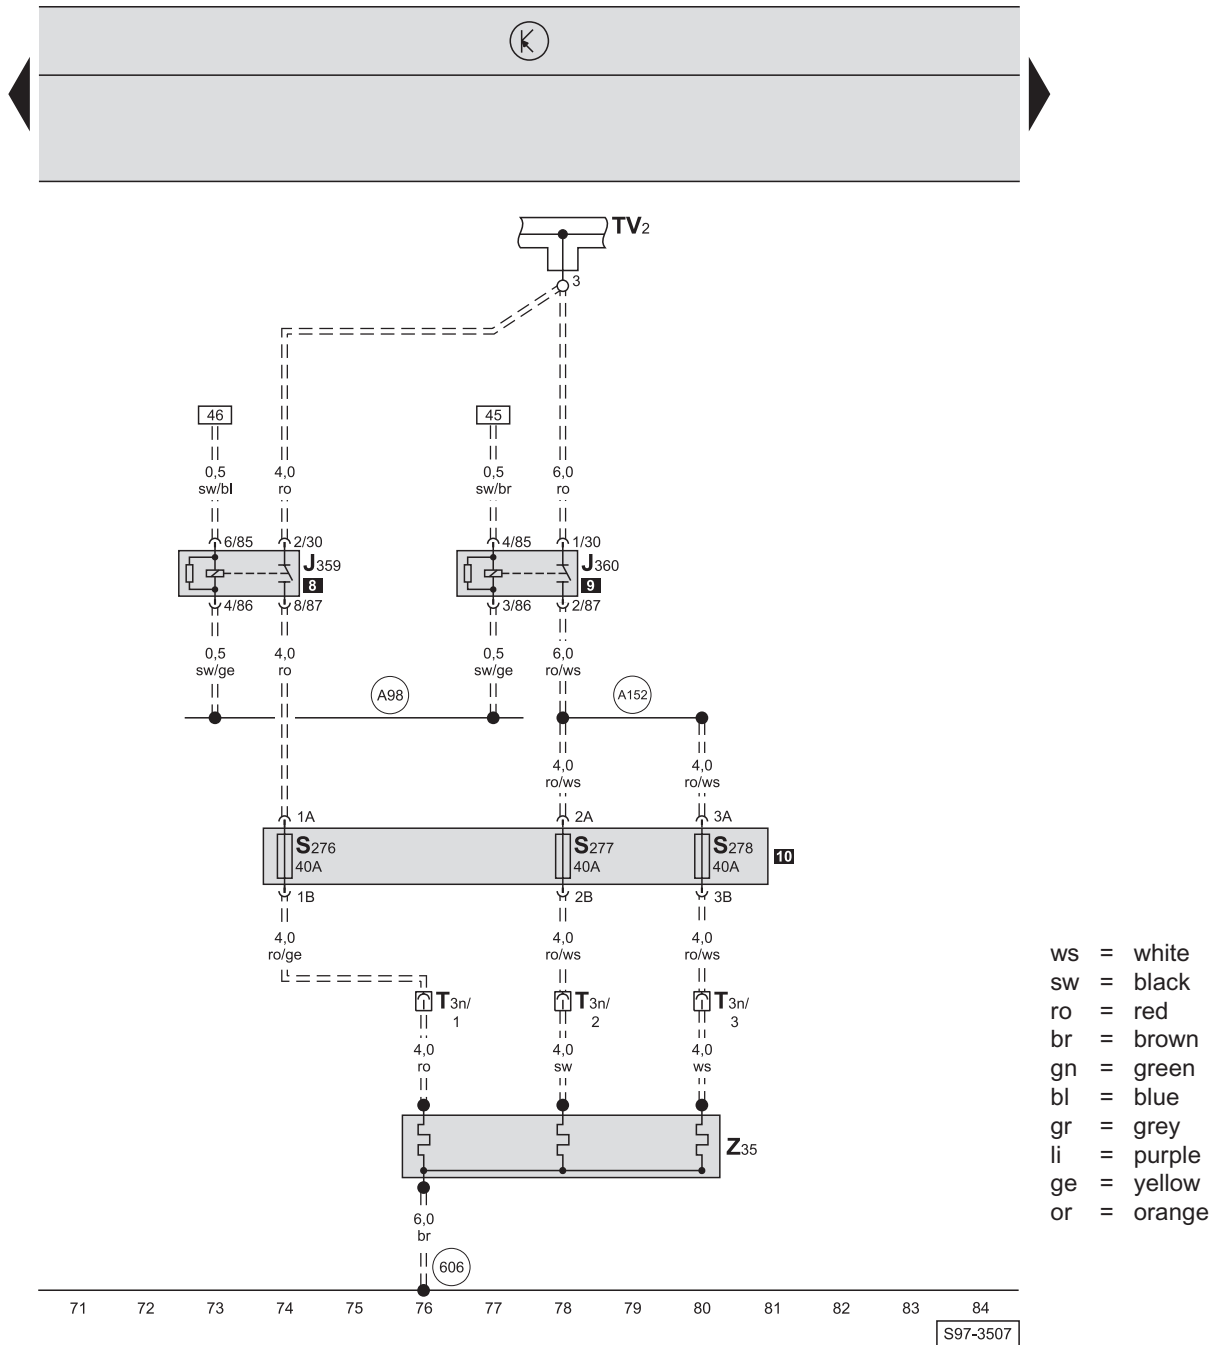 TV2
3
46
45
0,5
sw/bl
4,0
ro
0,5
sw/br
6,0
ro
6/85
2/30
J359
8
4/85
1/30
J360
9
4/86
8/87
3/86
2/87
0,5
sw/ge
4,0
ro
0,5
sw/ge
6,0
ro/ws
A98
A152
4,0
ro/ws
4,0
ro/ws
1A
2A
3A
S276
40A
S277
40A
S278
40A
10
1B
2B
3B
4,0
ro/ge
4,0
ro/ws
4,0
ro/ws
T3n/
1
T3n/
2
T3n/
3
4,0
ro
4,0
sw
4,0
ws
Z35
6,0
br
606
ws = white
sw = black
ro = red
br = brown
gn = green
bl = blue
gr = grey
li = purple
ge = yellow
or = orange
71 72 73 74 75 76 77 78 79 80 81 82 83 84
S97-3507